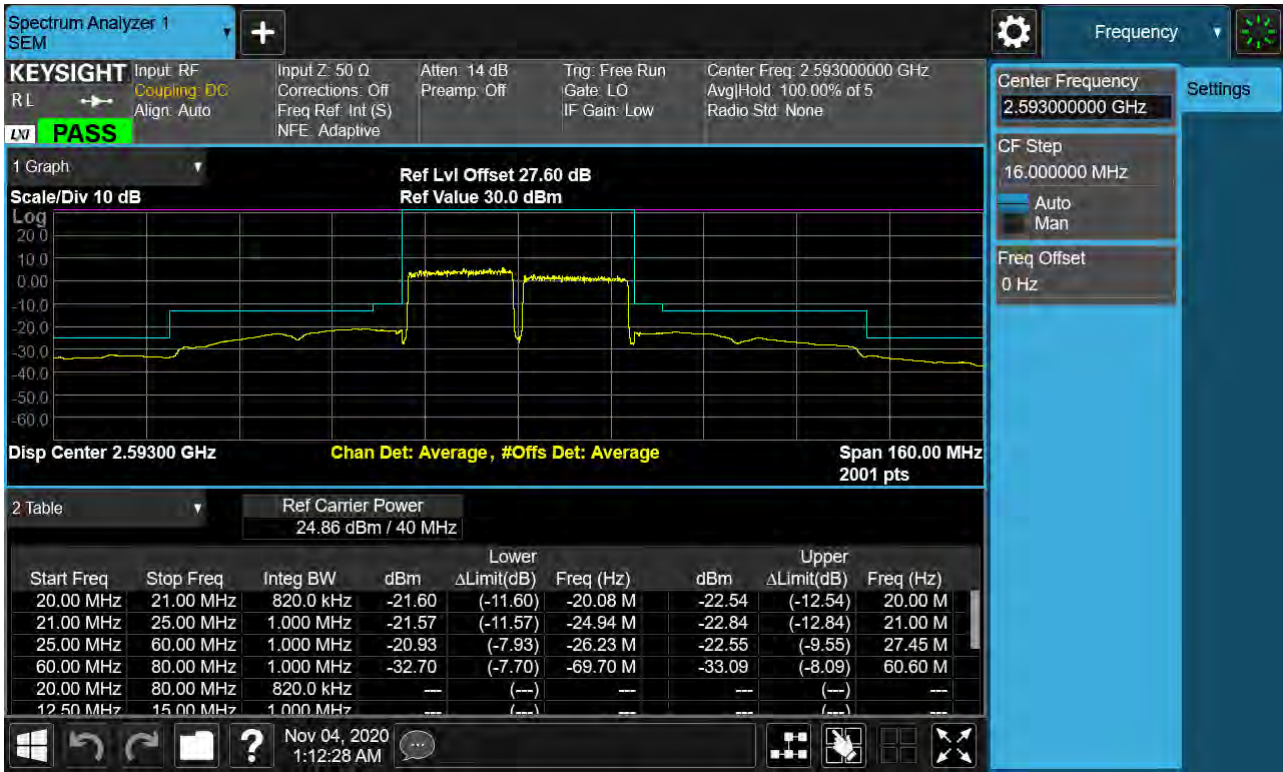 Spectrum Analyzer 1
SEM
+
Frequency
KEYSIGHT
Input: RF
Coupling: DC
Align: Auto
Input Z: 50 Ω
Corrections: Off
Freq Ref: Int (S)
NFE: Adaptive
Atten: 14 dB
Preamp: Off
Trig: Free Run
Gate: LO
IF Gain: Low
Center Freq: 2.593000000 GHz
Avg|Hold: 100.00% of 5
Radio Std: None
R L
LXI PASS
Center Frequency
2.593000000 GHz
Settings
CF Step
16.000000 MHz
Auto
Man
Freq Offset
0 Hz
1 Graph
Ref Lvl Offset 27.60 dB
Scale/Div 10 dB Ref Value 30.0 dBm
Log
20.0
10.0
0.00
-10.0
-20.0
-30.0
-40.0
-50.0
-60.0
Disp Center 2.59300 GHz Chan Det: Average, #Offs Det: Average Span 160.00 MHz
2001 pts
2 Table
Ref Carrier Power
24.86 dBm / 40 MHz
Lower Upper
Start Freq Stop Freq Integ BW dBm ΔLimit(dB) Freq (Hz) dBm ΔLimit(dB) Freq (Hz)
20.00 MHz 21.00 MHz 820.0 kHz -21.60 (-11.60) -20.08 M -22.54 (-12.54) 20.00 M
21.00 MHz 25.00 MHz 1.000 MHz -21.57 (-11.57) -24.94 M -22.84 (-12.84) 21.00 M
25.00 MHz 60.00 MHz 1.000 MHz -20.93 (-7.93) -26.23 M -22.55 (-9.55) 27.45 M
60.00 MHz 80.00 MHz 1.000 MHz -32.70 (-7.70) -69.70 M -33.09 (-8.09) 60.60 M
20.00 MHz 80.00 MHz 820.0 kHz --- (---) --- --- (---) ---
12.50 MHz 15.00 MHz 1.000 MHz --- (---) --- --- (---) ---
?
Nov 04, 2020
1:12:28 AM